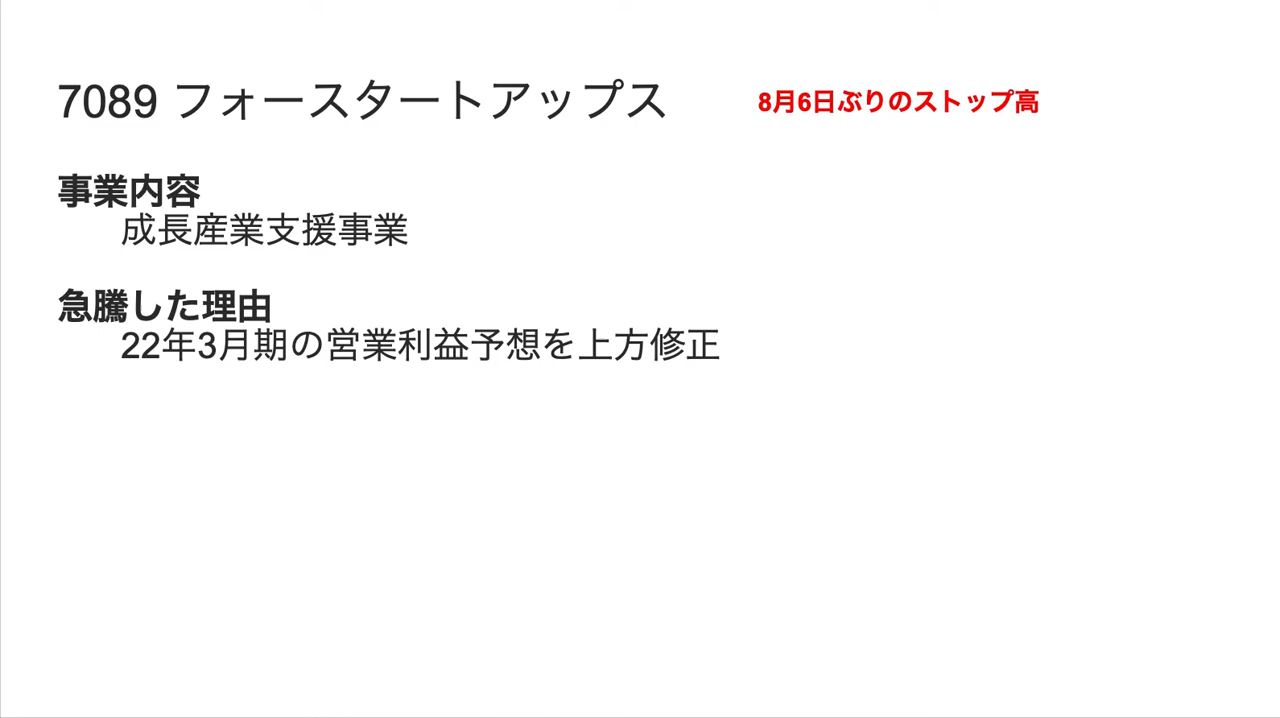 7089 フォースタートアップス 8月6日ぶりのストップ高
事業内容
成長産業支援事業
急騰した理由
22年3月期の営業利益予想を上方修正